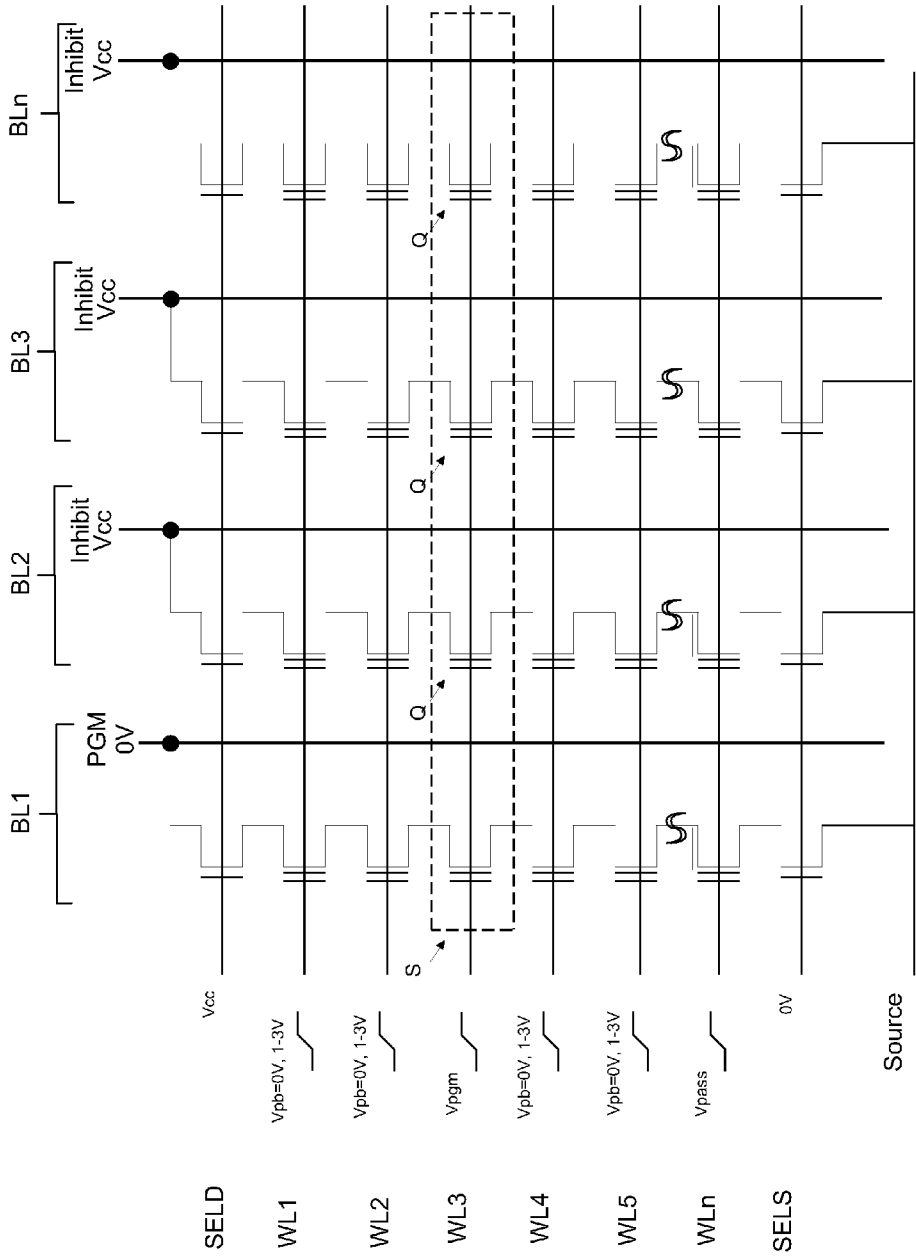 BL1
BL2
BL3
BLn
PGM
0V
Inhibit
Vcc
Inhibit
Vcc
Inhibit
Vcc
SELD
Vcc
WL1
Vpb=0V, 1-3V
WL2
Vpb=0V, 1-3V
S
Q
Q
Q
WL3
Vpgm
WL4
Vpb=0V, 1-3V
WL5
Vpb=0V, 1-3V
WLn
Vpass
SELS
0V
Source